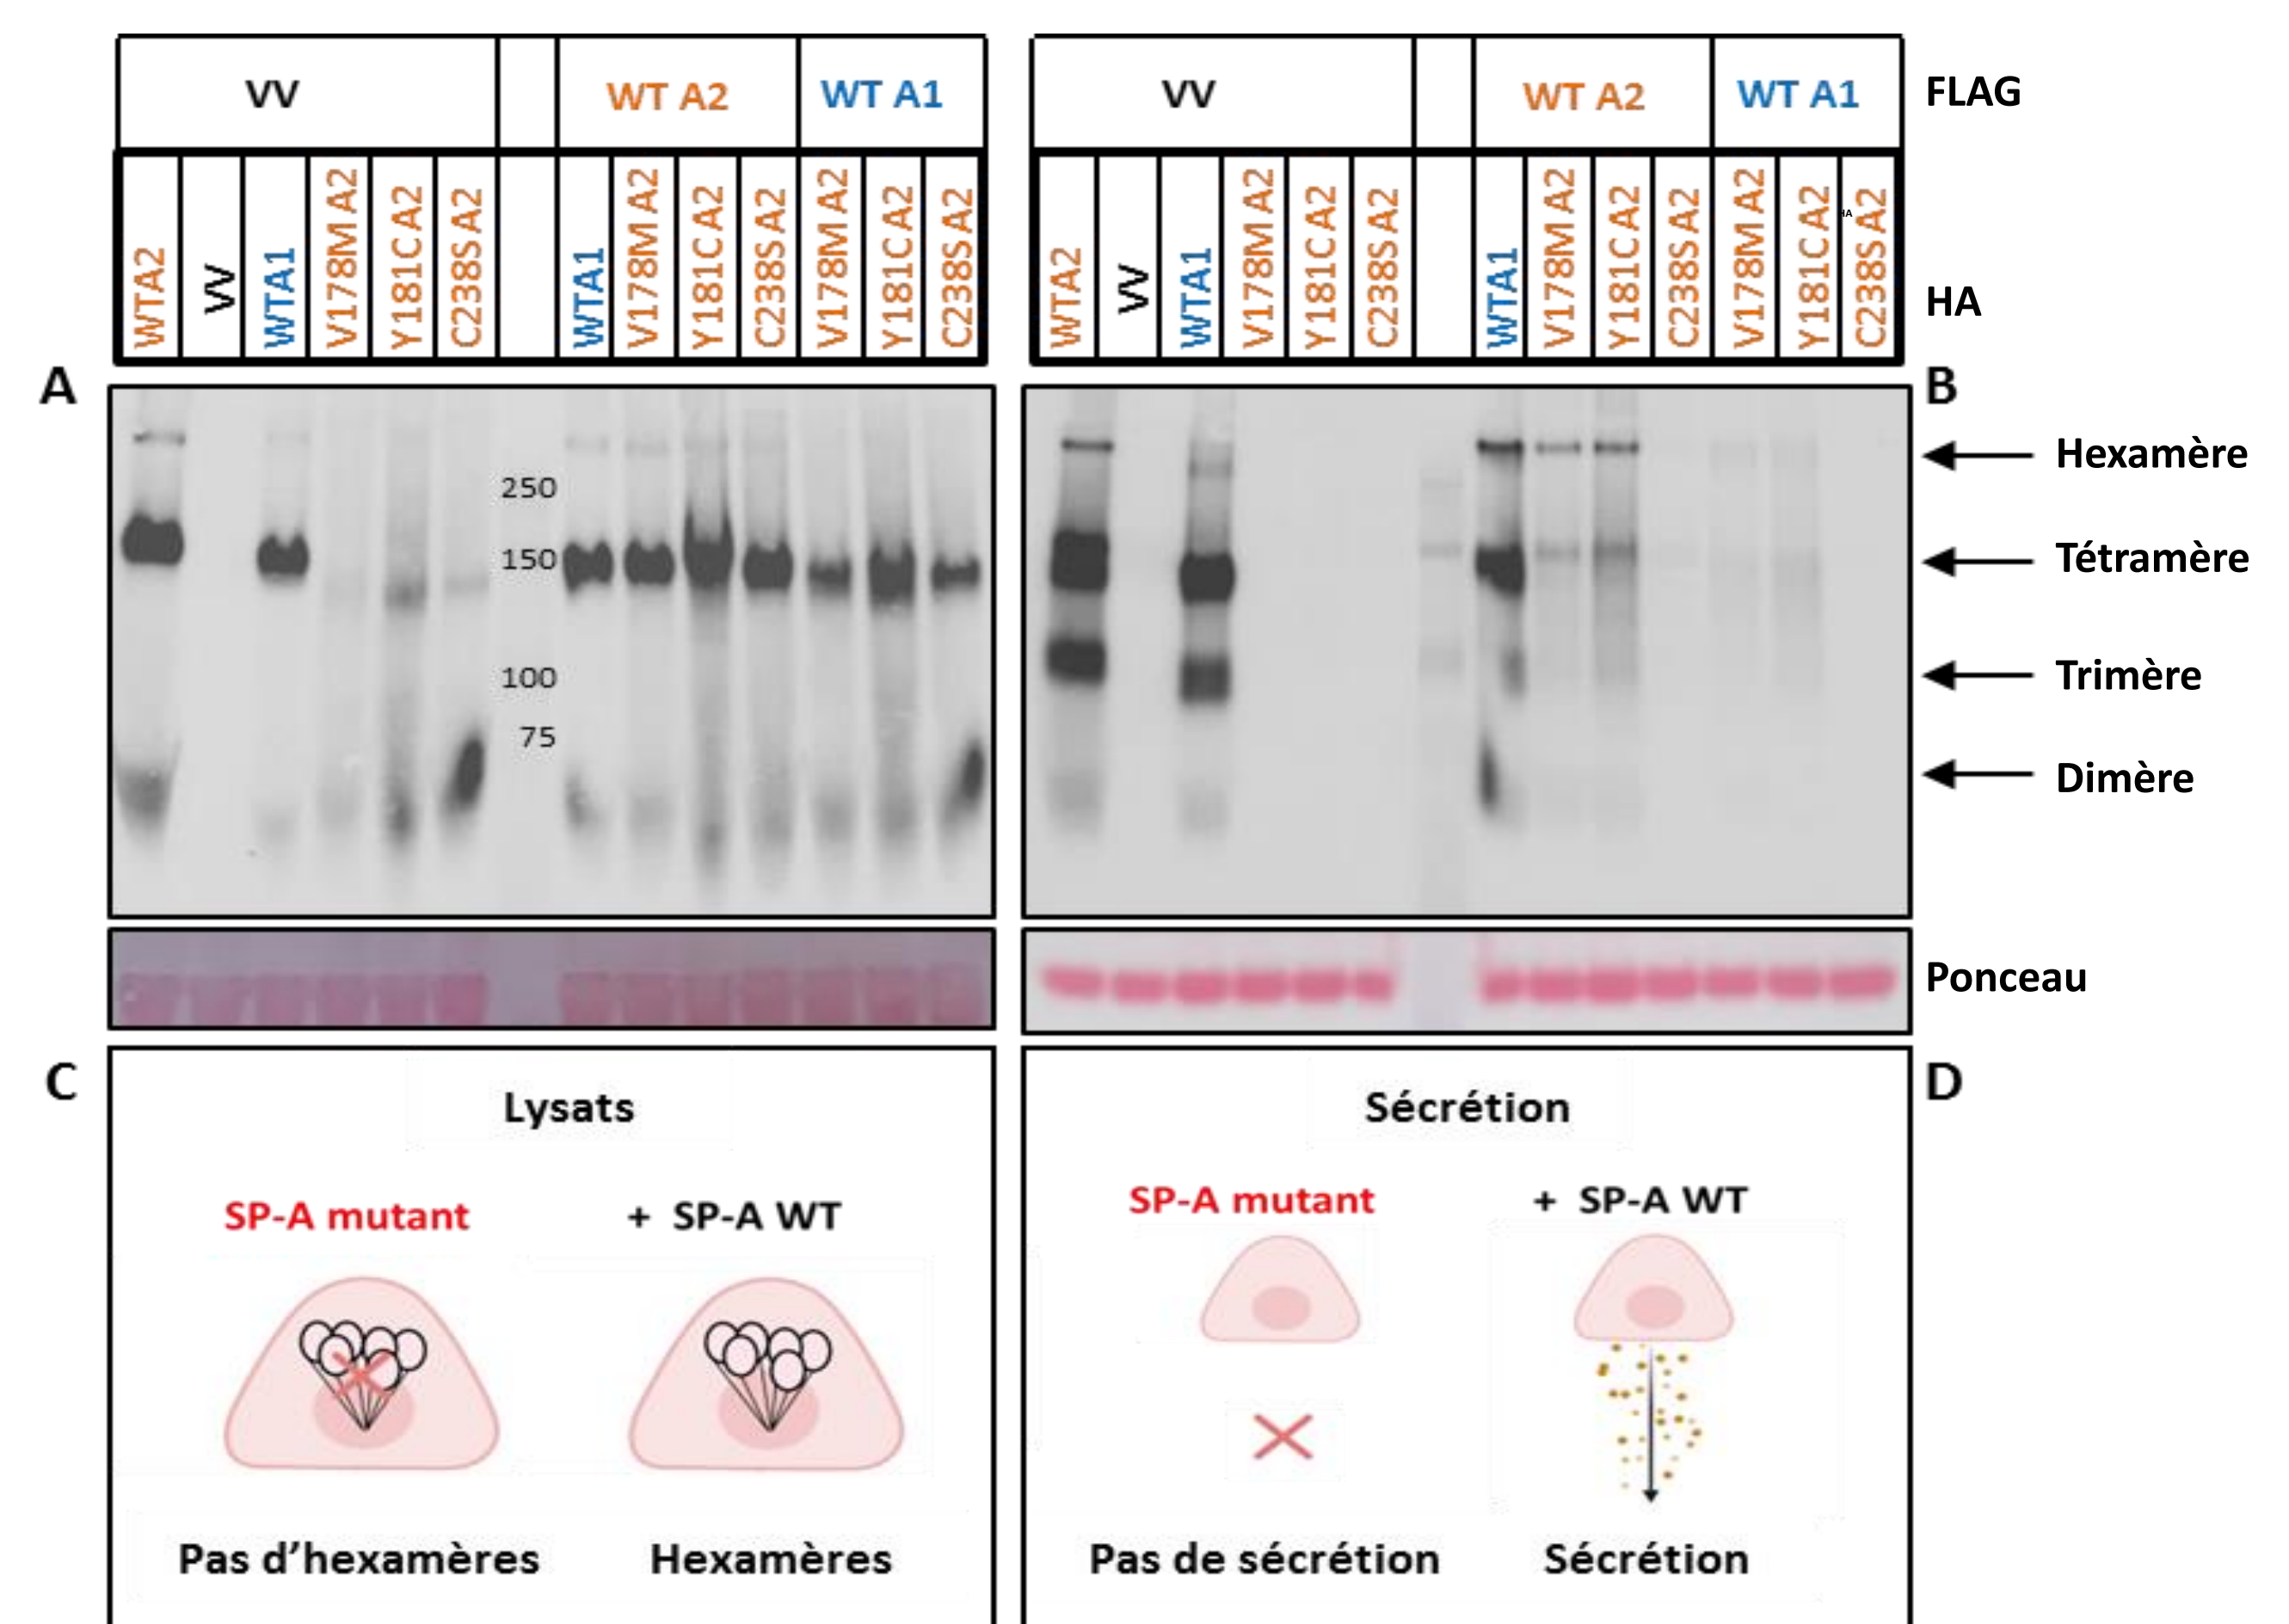 VV WT A2 WT A1 VV WT A2 WT A1 FLAG
WTA2 VV WTA1 V178M A2 Y181C A2 C238S A2 WTA1 V178M A2 Y181C A2 C238S A2 V178M A2 Y181C A2 C238S A2 WTA2 VV WTA1 V178M A2 Y181C A2 C238S A2 WTA1 V178M A2 Y181C A2 C238S A2 V178M A2 Y181C A2 HA C238S A2 HA
A B
Hexamère
250
150 Tétramère
100 Trimère
75
Dimère
Ponceau
C D
Lysats Sécrétion
SP-A mutant + SP-A WT SP-A mutant + SP-A WT
Pas d’hexamères Hexamères Pas de sécrétion Sécrétion